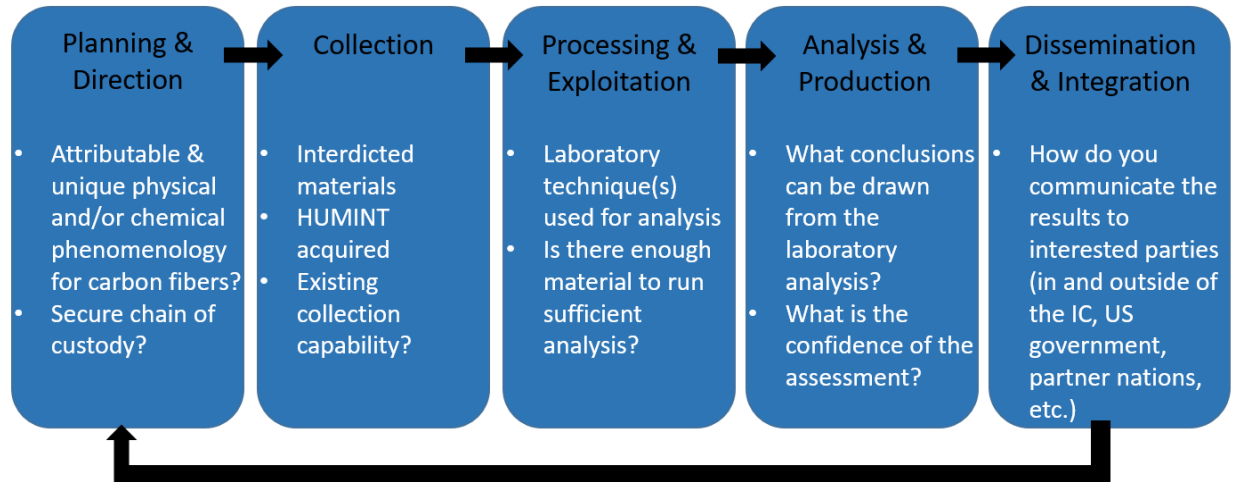 Planning &
Direction
• Attributable &
unique physical
and/or chemical
phenomenology
for carbon fibers?
• Secure chain of
custody?
Collection
• Interdicted
materials
• HUMINT
acquired
• Existing
collection
capability?
Processing &
Exploitation
• Laboratory
technique(s)
used for analysis
• Is there enough
material to run
sufficient
analysis?
Analysis &
Production
• What conclusions
can be drawn
from the
laboratory
analysis?
• What is the
confidence of the
assessment?
Dissemination
& Integration
• How do you
communicate the
results to
interested parties
(in and outside of
the IC, US
government,
partner nations,
etc.)